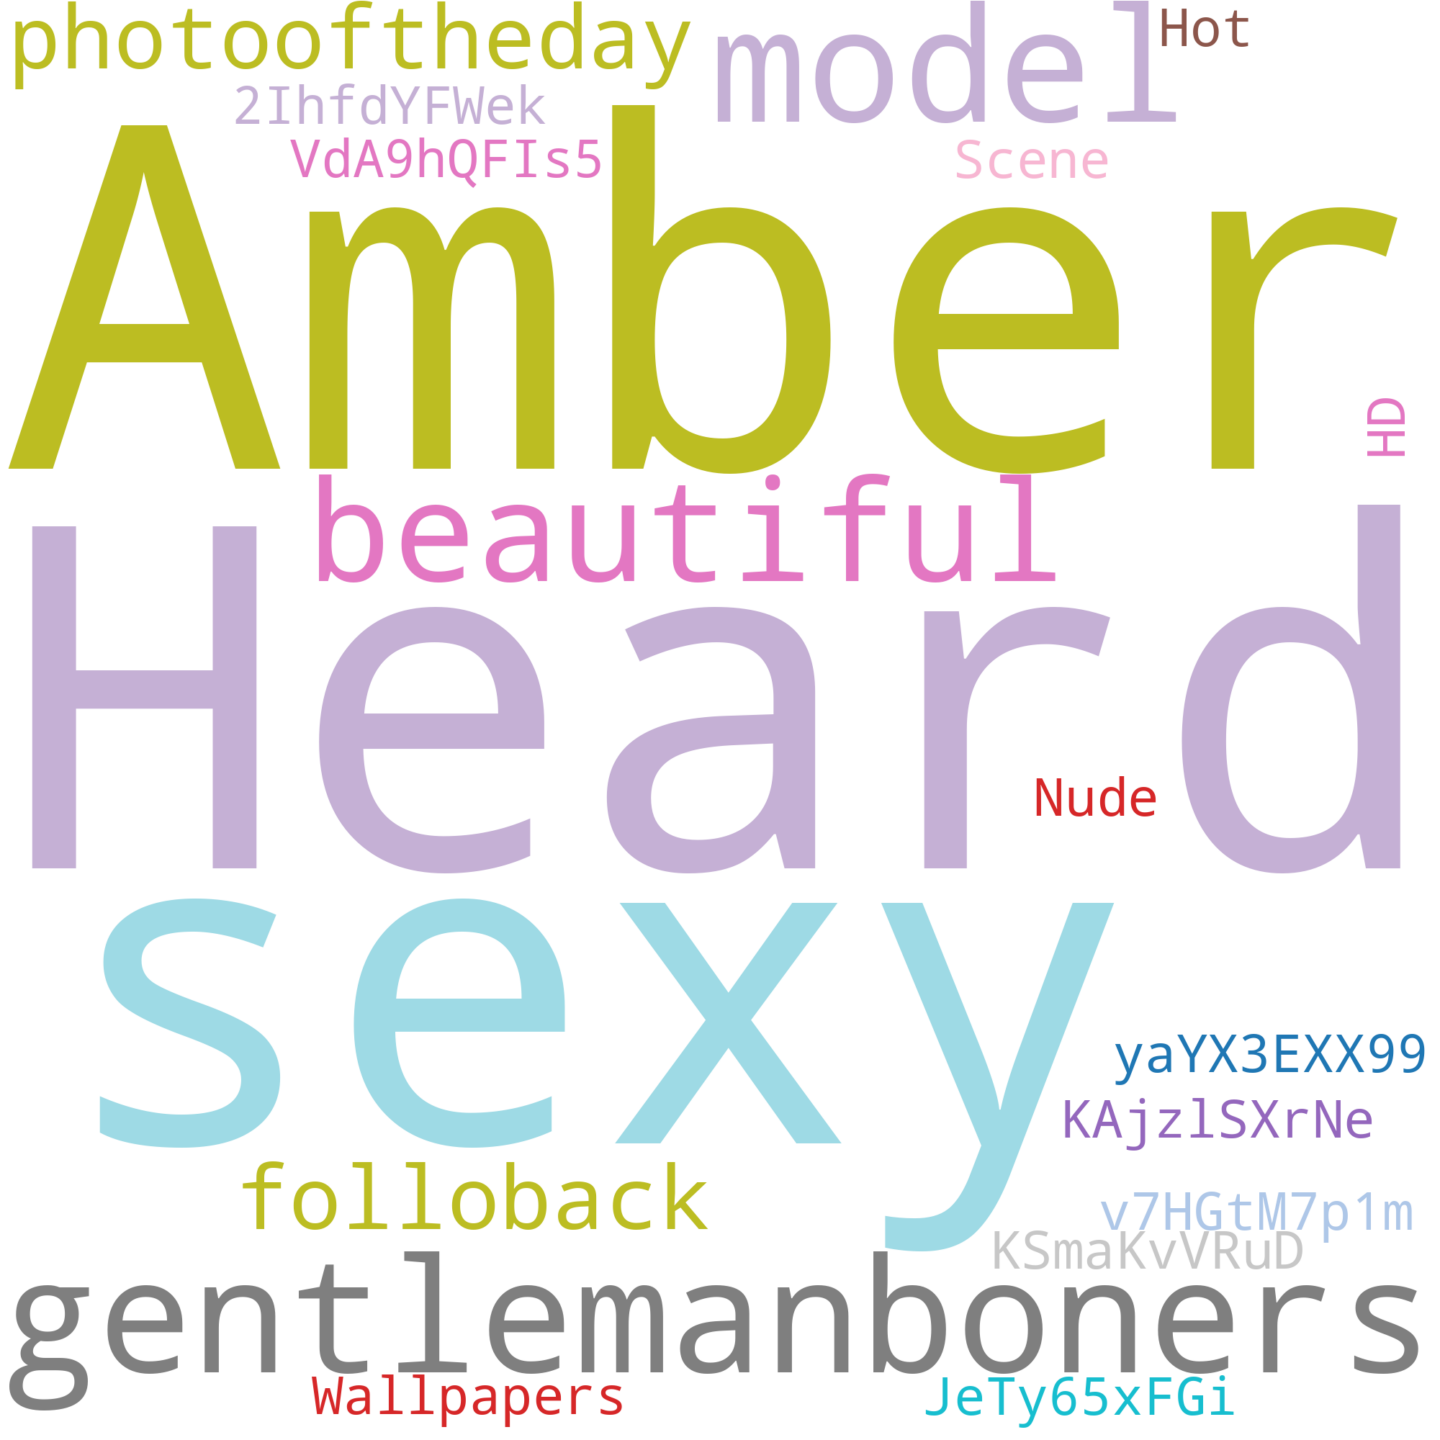 photooftheday
model
Hot
2IhfdYFWek
VdA9hQFIs5
Scene
Amber
HD
beautiful
Heard
Nude
sexy
yaYX3EXX99
KAjzlSXrNe
folloback
v7HGtM7p1m
KSmaKvVRuD
gentlemanboners
Wallpapers
JeTy65xFGi